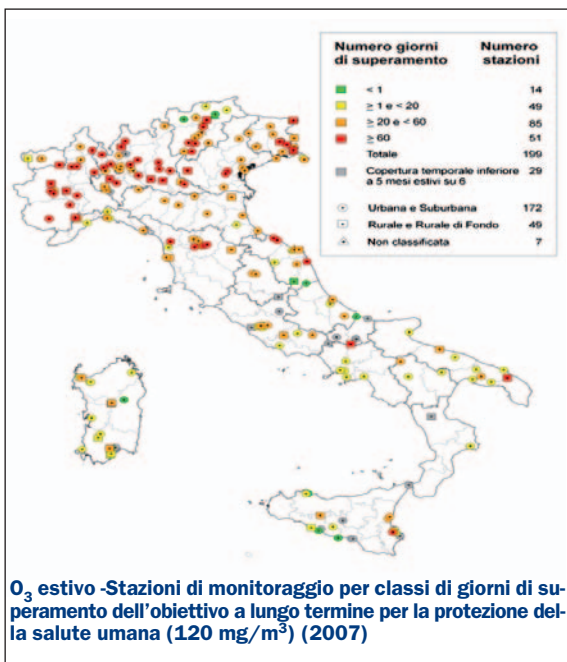 Numero giorni di superamento Numero stazioni
< 1 14
≥ 1 e < 20 49
≥ 20 e < 60 85
≥ 60 51
Totale 199
Copertura temporale inferiore a 5 mesi estivi su 6 29
Urbana e Suburbana 172
Rurale e Rurale di Fondo 49
Non classificata 7
O₃ estivo -Stazioni di monitoraggio per classi di giorni di su-
peramento dell'obiettivo a lungo termine per la protezione del-
la salute umana (120 mg/m³) (2007)